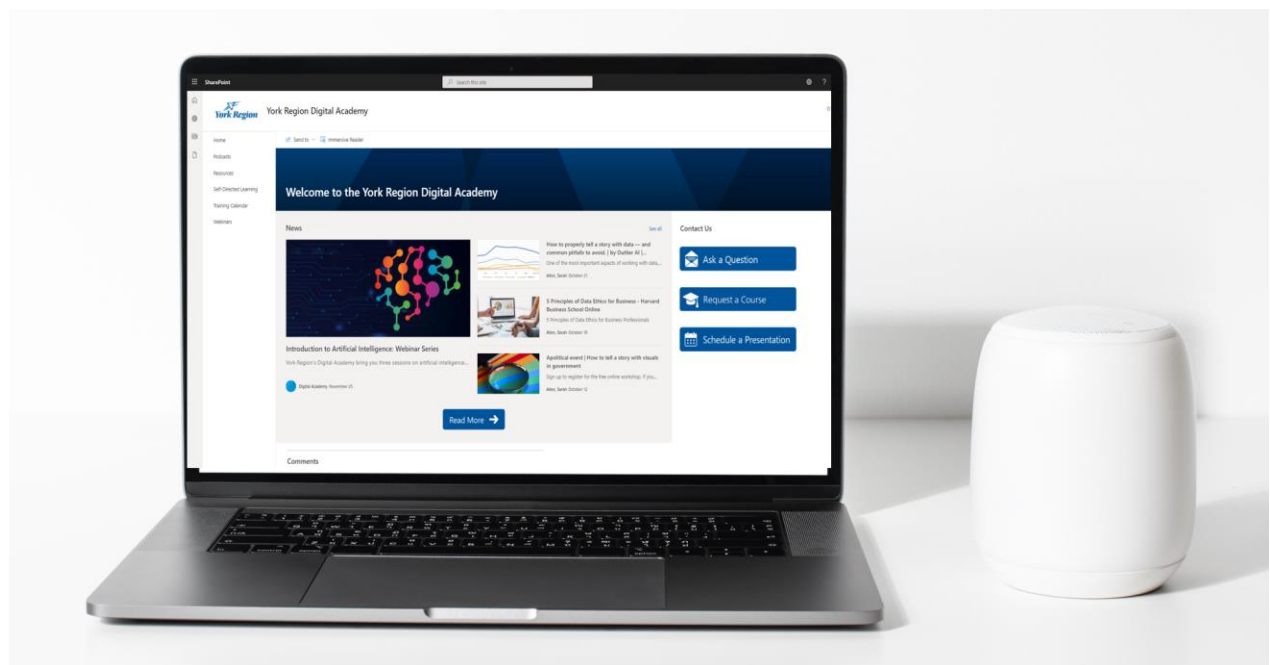 SharePoint
Search this site
?
York Region
York Region Digital Academy
Home
Podcasts
Resources
Self-Directed Learning
Training Calendar
Webinars
Send to
Immersive Reader
Welcome to the York Region Digital Academy
News
See all
Introduction to Artificial Intelligence: Webinar Series
York Region's Digital Academy bring you three sessions on artificial intelligence...
Digital Academy November 25
How to properly tell a story with data — and
common pitfalls to avoid. | by Outlier AI |...
One of the most important aspects of working with data,...
Allen, Sarah October 21
5 Principles of Data Ethics for Business - Harvard
Business School Online
5 Principles of Data Ethics for Business Professionals
Allen, Sarah October
Apolitical event | How to tell a story with visuals
in government
Sign up to register for the free online workshop. If you...
Allen, Sarah October 12
Read More
Comments
Contact Us
Ask a Question
Request a Course
Schedule a Presentation